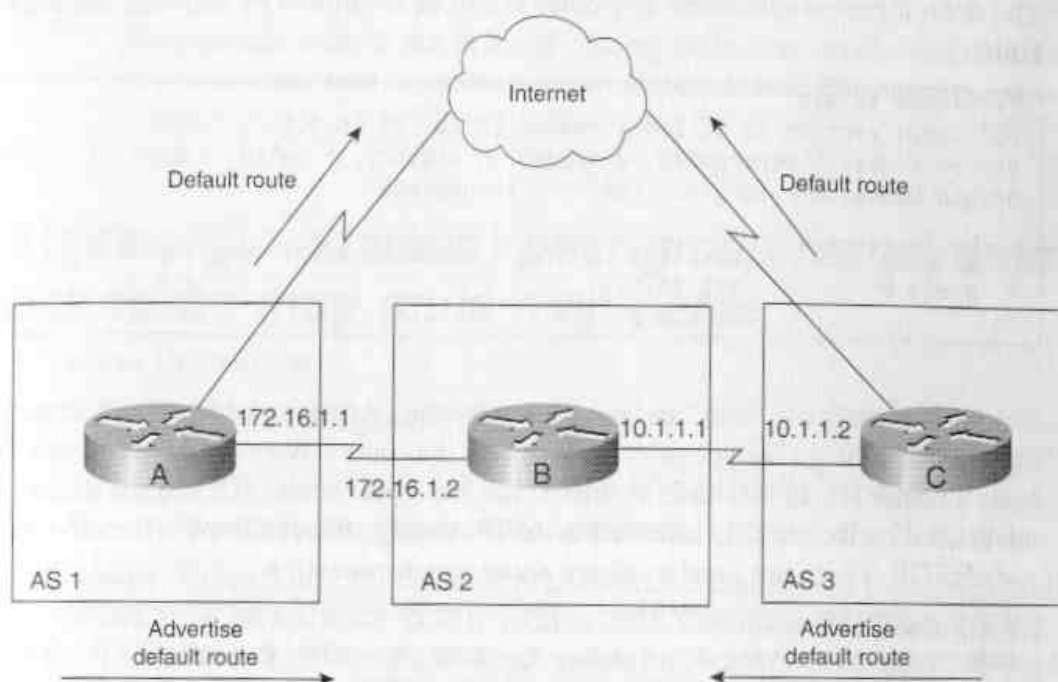 Internet
Default route
Default route
172.16.1.1
10.1.1.1
10.1.1.2
A
B
C
172.16.1.2
AS 1
AS 2
AS 3
Advertise
default route
Advertise
default route